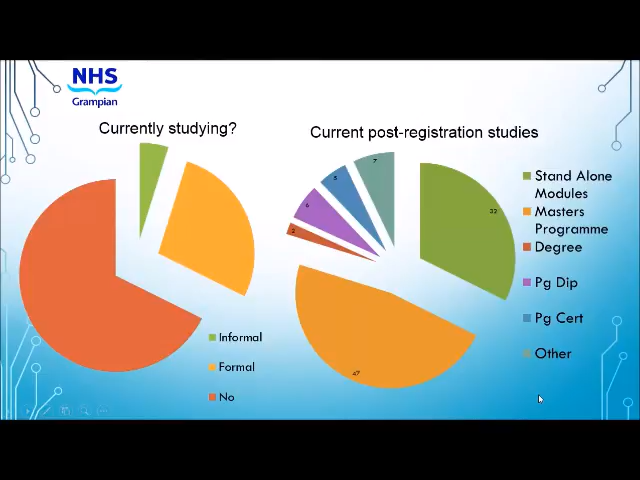 NHS
Grampian
Currently studying?
Informal
Formal
No
Current post-registration studies
7
5
6
2
32
47
Stand Alone
Modules
Masters
Programme
Degree
Pg Dip
Pg Cert
Other